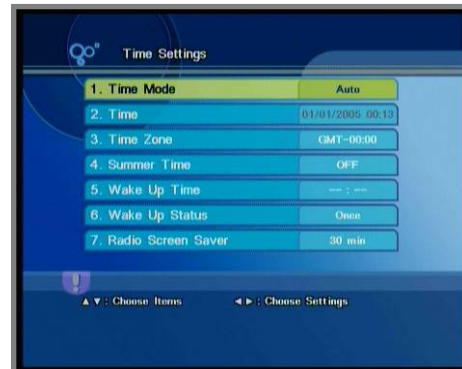 Time Settings
1. Time Mode Auto
2. Time 01/01/2005 00:13
3. Time Zone GMT-00:00
4. Summer Time OFF
5. Wake Up Time -- : --
6. Wake Up Status Once
7. Radio Screen Saver 30 min
▲ ▼ : Choose Items ◄ ► : Choose Settings